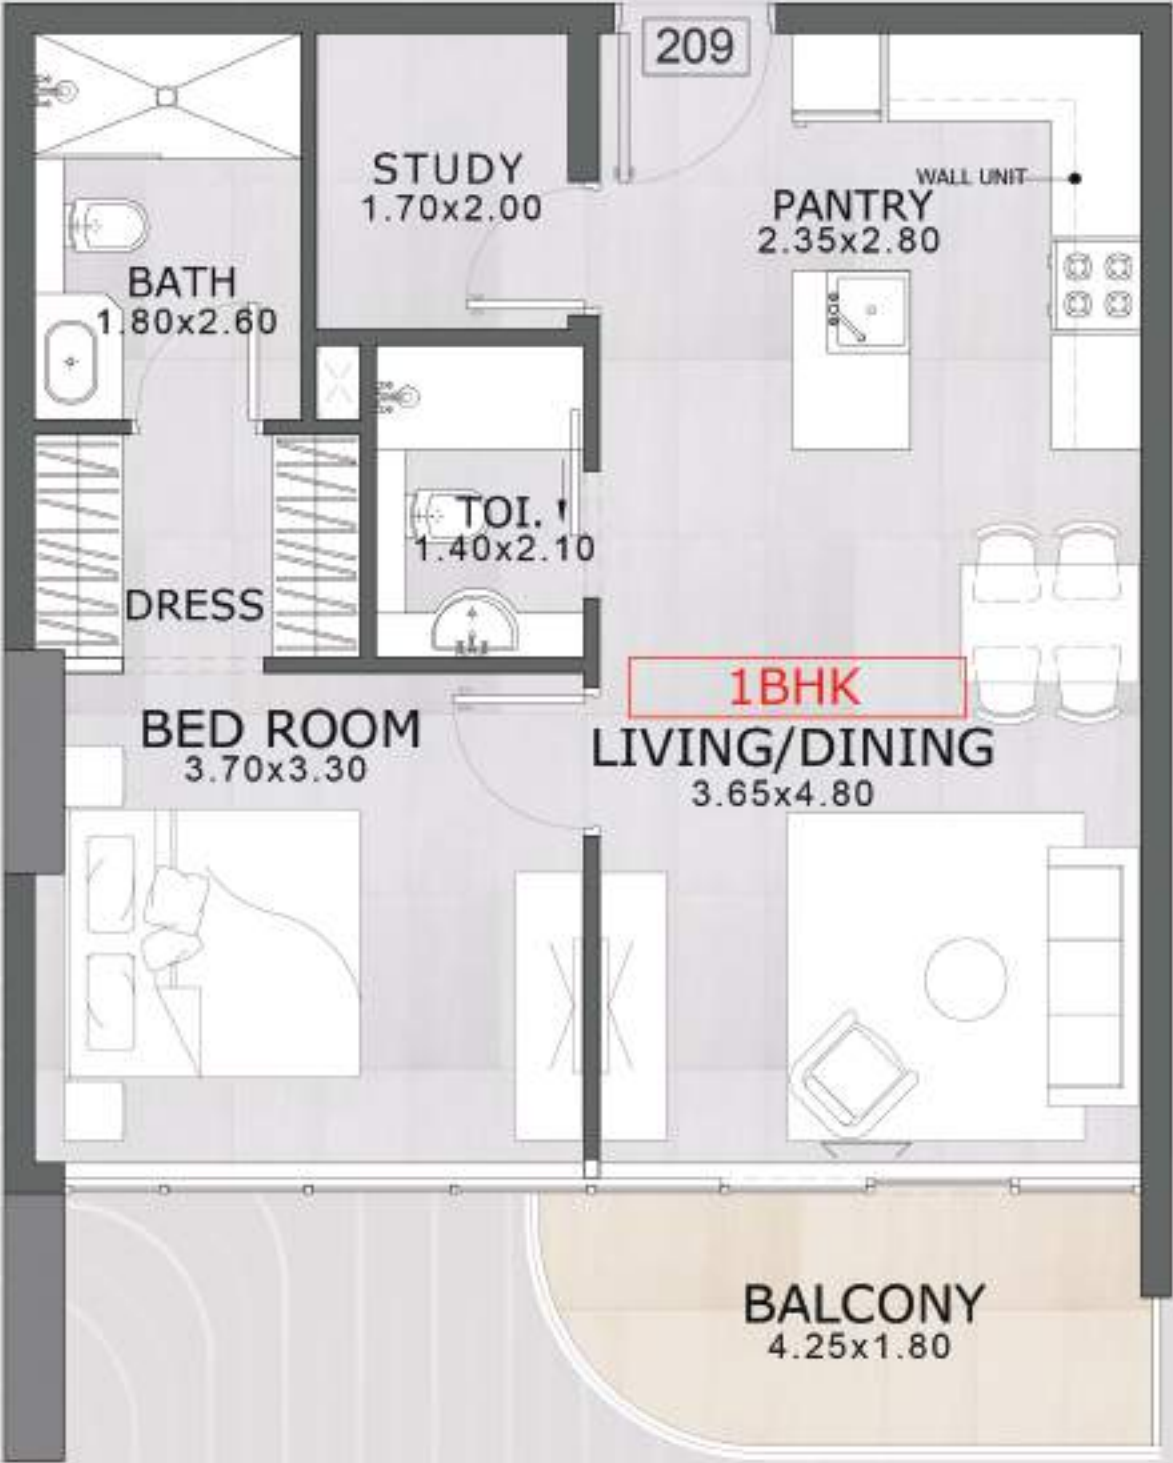 209
STUDY
1.70x2.00
WALL UNIT
PANTRY
2.35x2.80
BATH
1.80x2.60
TOI.
1.40x2.10
DRESS
1BHK
BED ROOM
3.70x3.30
LIVING/DINING
3.65x4.80
BALCONY
4.25x1.80